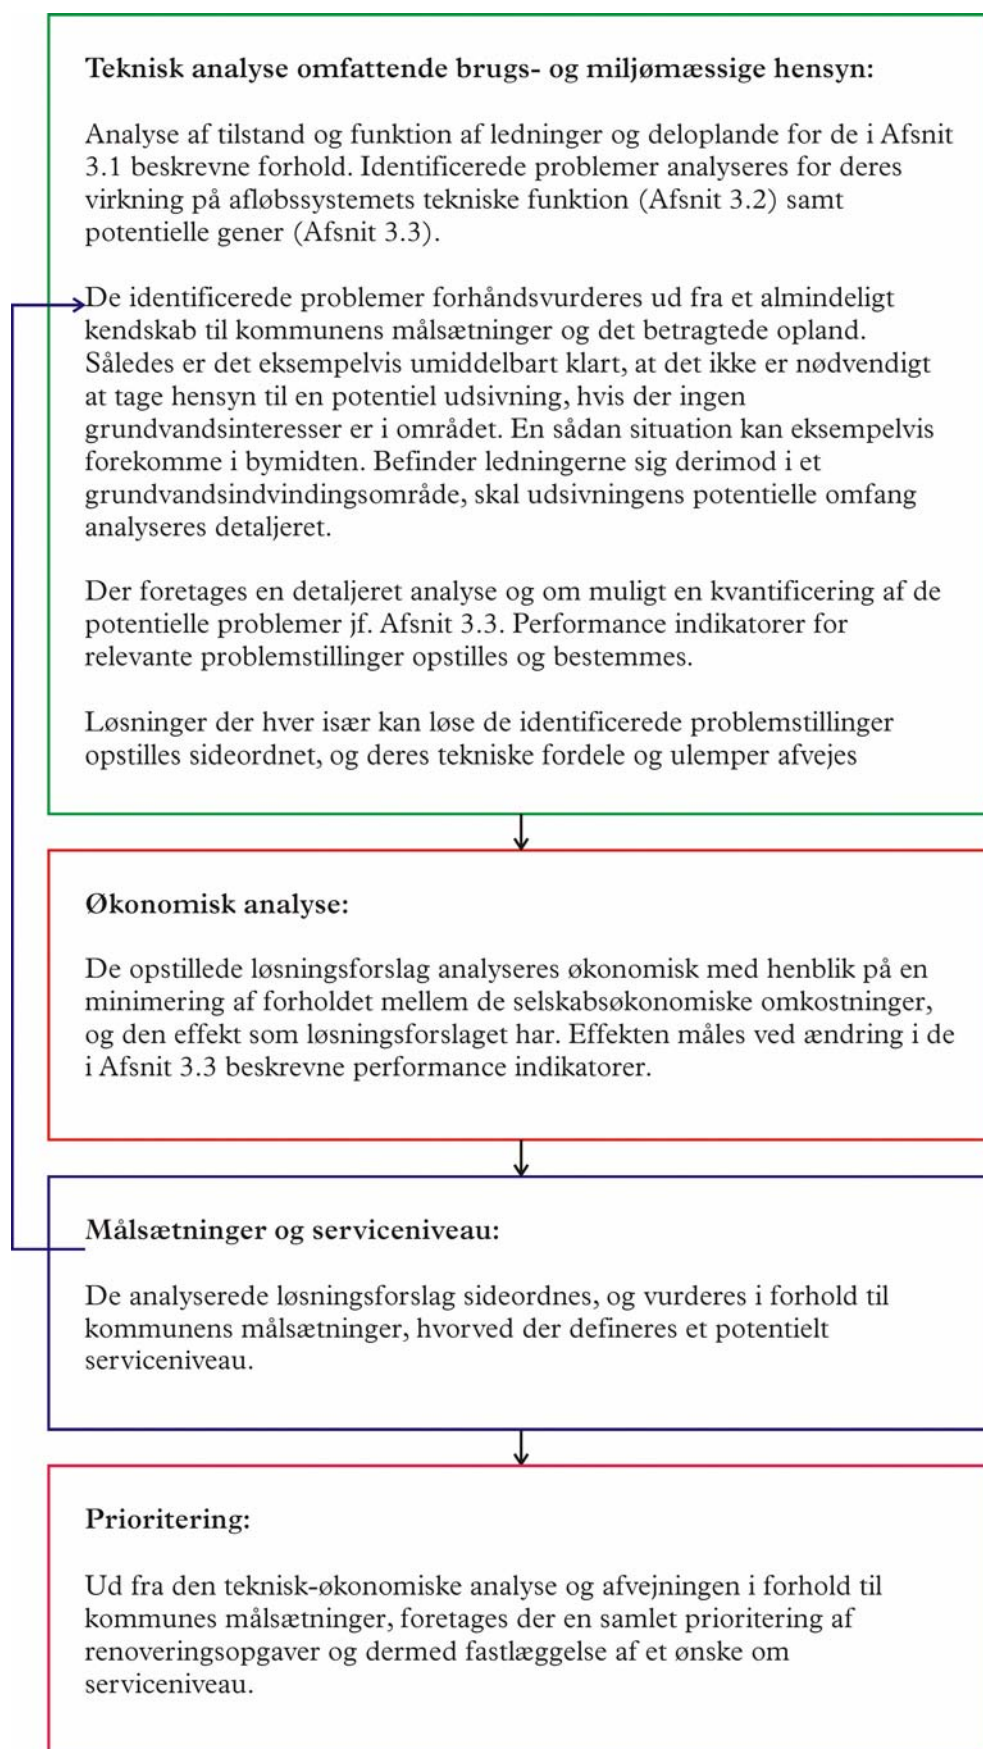 Teknisk analyse omfattende brugs- og miljømæssige hensyn:
Analyse af tilstand og funktion af ledninger og deloplande for de i Afsnit
3.1 beskrevne forhold. Identificerede problemer analyseres for deres
virkning på afløbssystemets tekniske funktion (Afsnit 3.2) samt
potentielle gener (Afsnit 3.3).
De identificerede problemer forhåndsvurderes ud fra et almindeligt
kendskab til kommunens målsætninger og det betragtede opland.
Således er det eksempelvis umiddelbart klart, at det ikke er nødvendigt
at tage hensyn til en potentiel udsivning, hvis der ingen
grundvandsinteresser er i området. En sådan situation kan eksempelvis
forekomme i bymidten. Befinder ledningerne sig derimod i et
grundvandsindvindingsområde, skal udsivningens potentielle omfang
analyseres detaljeret.
Der foretages en detaljeret analyse og om muligt en kvantificering af de
potentielle problemer jf. Afsnit 3.3. Performance indikatorer for
relevante problemstillinger opstilles og bestemmes.
Løsninger der hver især kan løse de identificerede problemstillinger
opstilles sideordnet, og deres tekniske fordele og ulemper afvejes
Økonomisk analyse:
De opstillede løsningsforslag analyseres økonomisk med henblik på en
minimering af forholdet mellem de selskabsøkonomiske omkostninger,
og den effekt som løsningsforslaget har. Effekten måles ved ændring i de
i Afsnit 3.3 beskrevne performance indikatorer.
Målsætninger og serviceniveau:
De analyserede løsningsforslag sideordnes, og vurderes i forhold til
kommunens målsætninger, hvorved der defineres et potentielt
serviceniveau.
Prioritering:
Ud fra den teknisk-økonomiske analyse og afvejningen i forhold til
kommunes målsætninger, foretages der en samlet prioritering af
renoveringsopgaver og dermed fastlæggelse af et ønske om
serviceniveau.